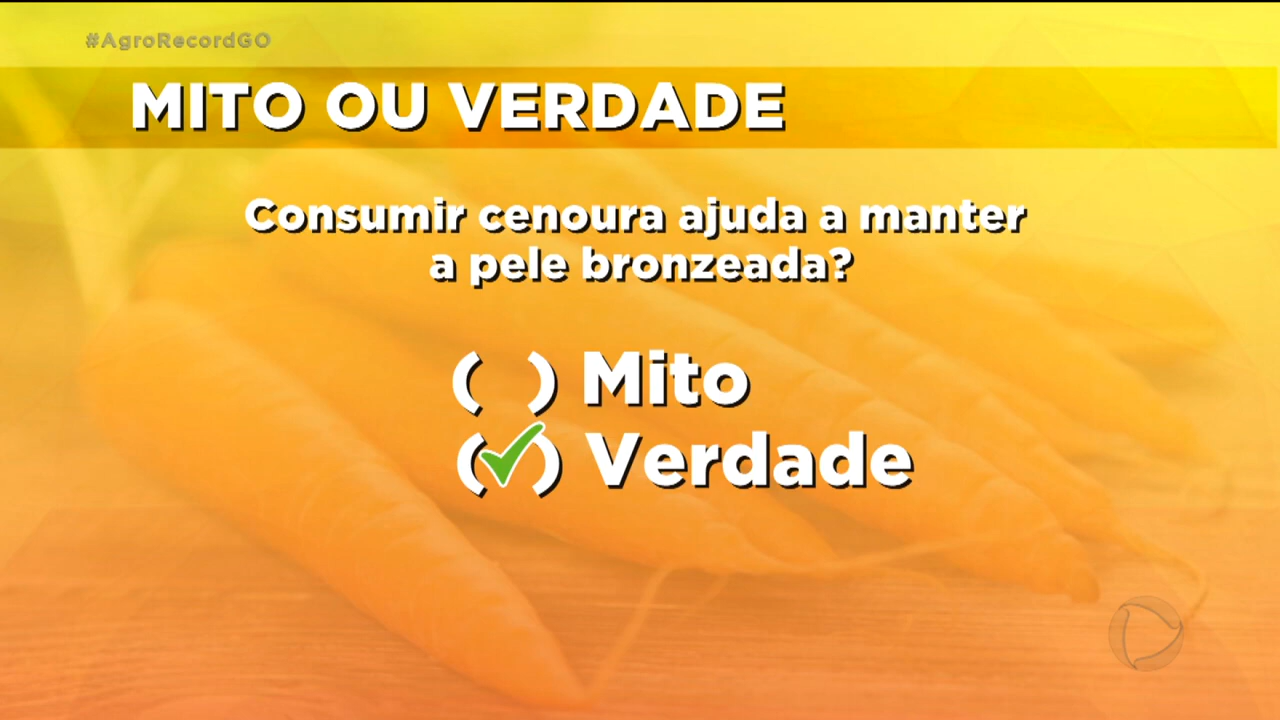 #AgroRecordGO
MITO OU VERDADE
Consumir cenoura ajuda a manter
a pele bronzeada?
( ) Mito
(✓) Verdade